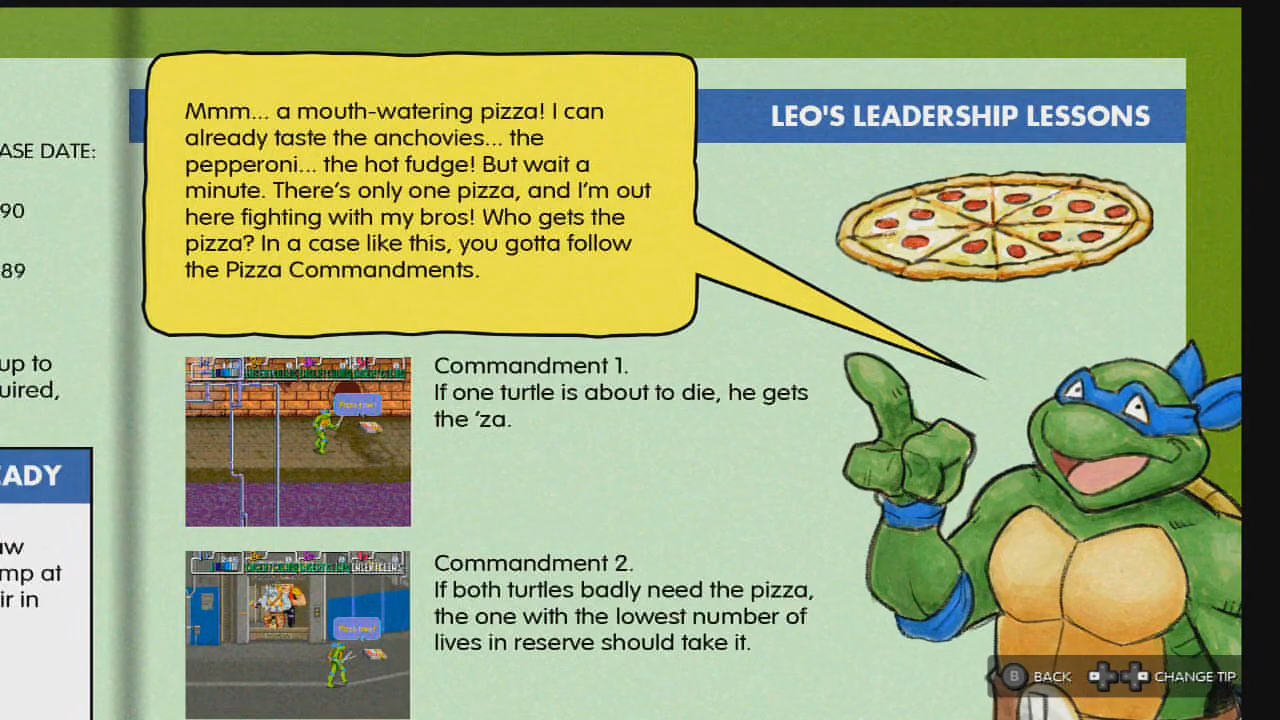 ASE DATE:
90
89
up to
uired,
EADY
aw
mp at
ir in
Mmm... a mouth-watering pizza! I can
already taste the anchovies... the
pepperoni... the hot fudge! But wait a
minute. There's only one pizza, and I'm out
here fighting with my bros! Who gets the
pizza? In a case like this, you gotta follow
the Pizza Commandments.
LEO'S LEADERSHIP LESSONS
Commandment 1.
If one turtle is about to die, he gets
the 'za.
Commandment 2.
If both turtles badly need the pizza,
the one with the lowest number of
lives in reserve should take it.
B BACK CHANGE TIP